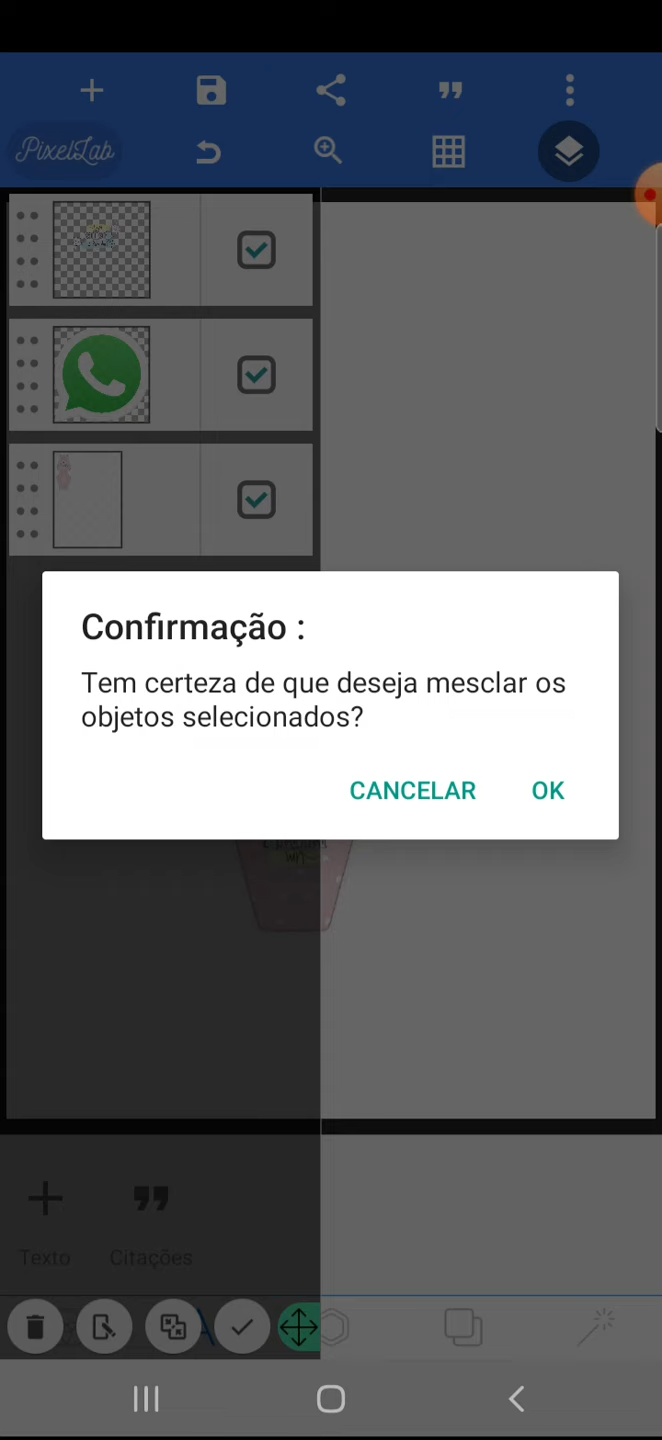 PixelLab
Confirmação :
Tem certeza de que deseja mesclar os
objetos selecionados?
CANCELAR OK
Texto Citações